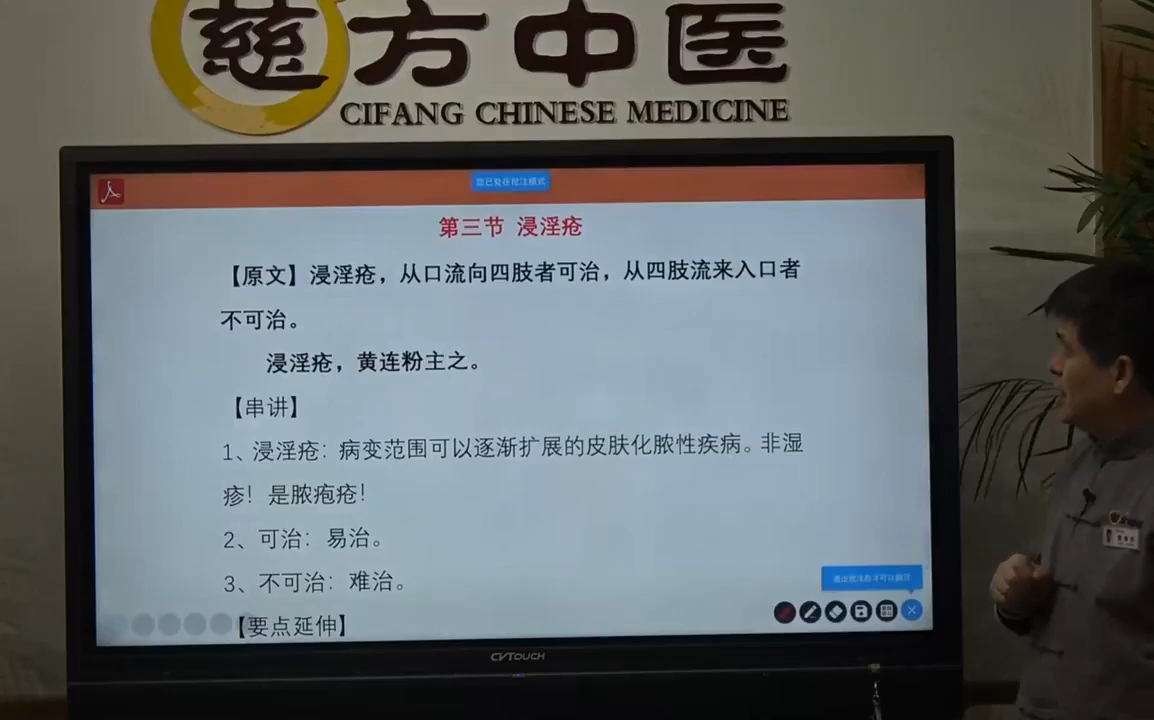 慈方中医
CIFANG CHINESE MEDICINE
您已处在批注模式
第三节 浸淫疮
【原文】浸淫疮，从口流向四肢者可治，从四肢流来入口者
不可治。
浸淫疮，黄连粉主之。
【串讲】
1、浸淫疮：病变范围可以逐渐扩展的皮肤化脓性疾病。非湿
疹！是脓疱疮！
2、可治：易治。
3、不可治：难治。
退出批注后才可以翻页
【要点延伸】
CVTOUCH